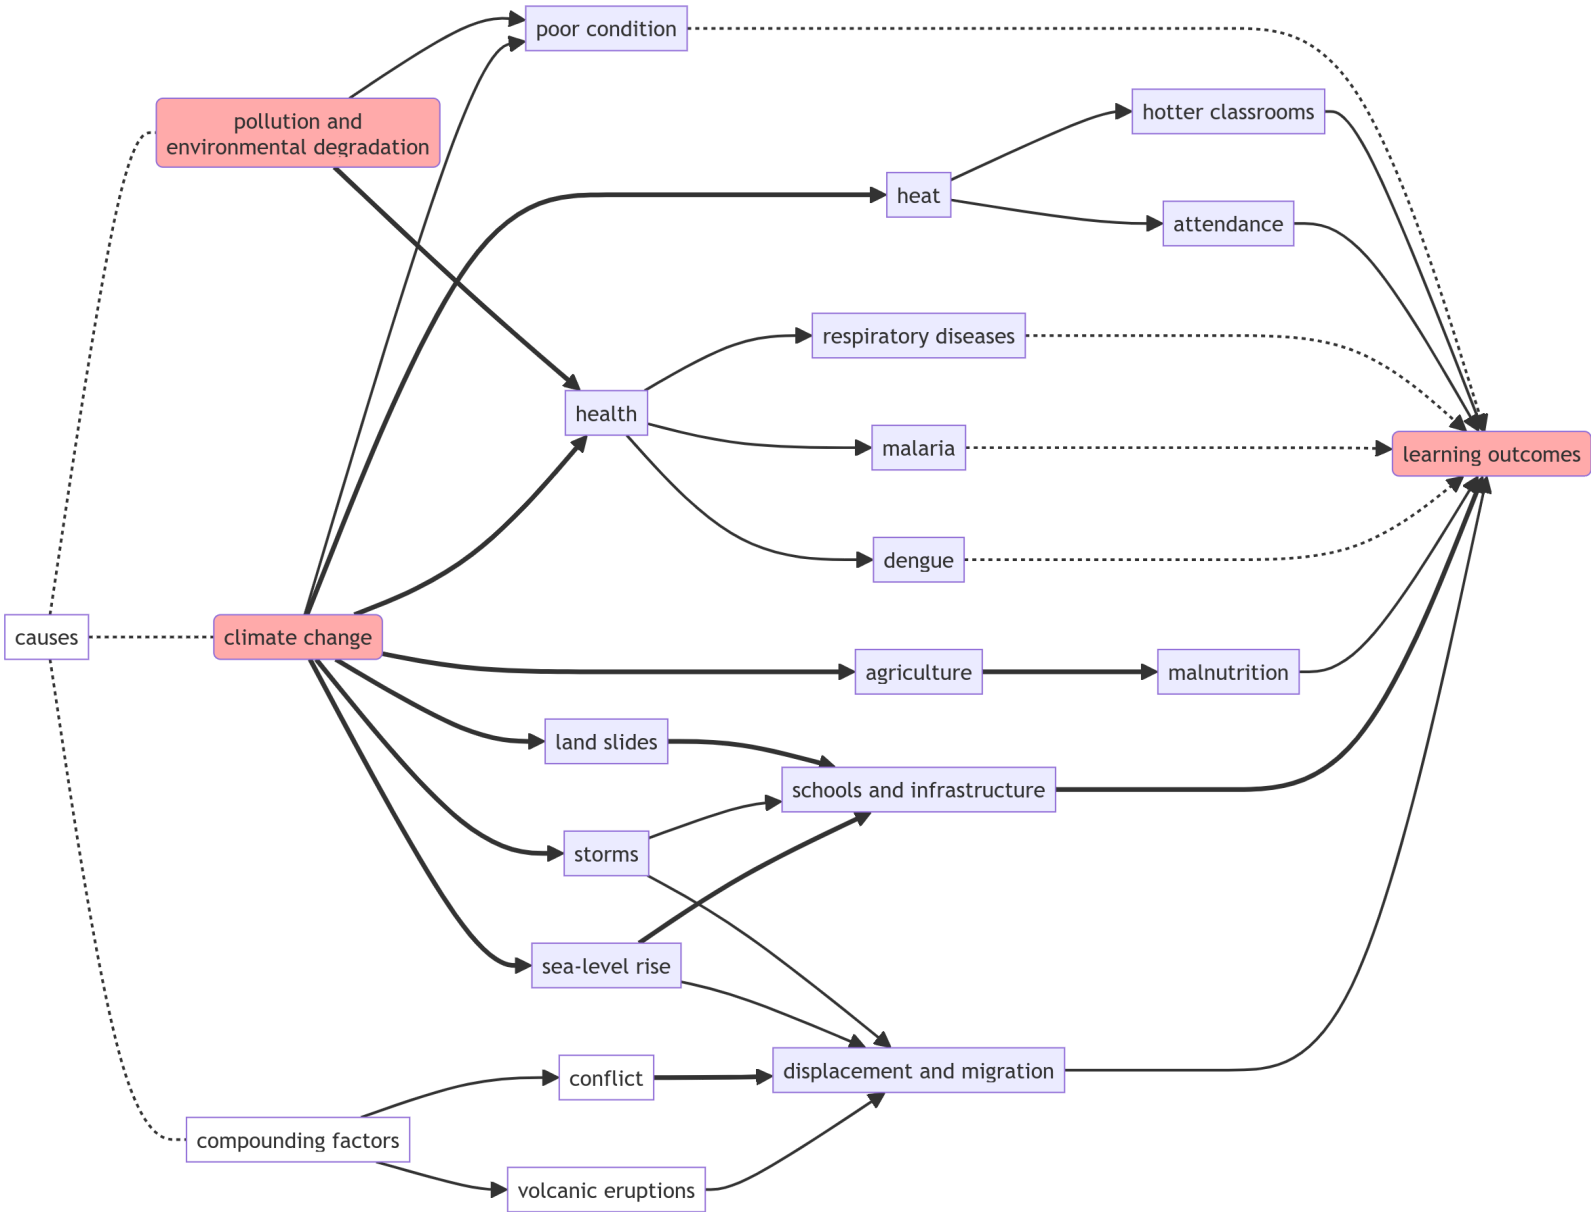 poor condition
pollution and
environmental degradation
hotter classrooms
heat
attendance
respiratory diseases
health
malaria
learning outcomes
dengue
causes
climate change
agriculture
malnutrition
land slides
schools and infrastructure
storms
sea-level rise
conflict
displacement and migration
compounding factors
volcanic eruptions